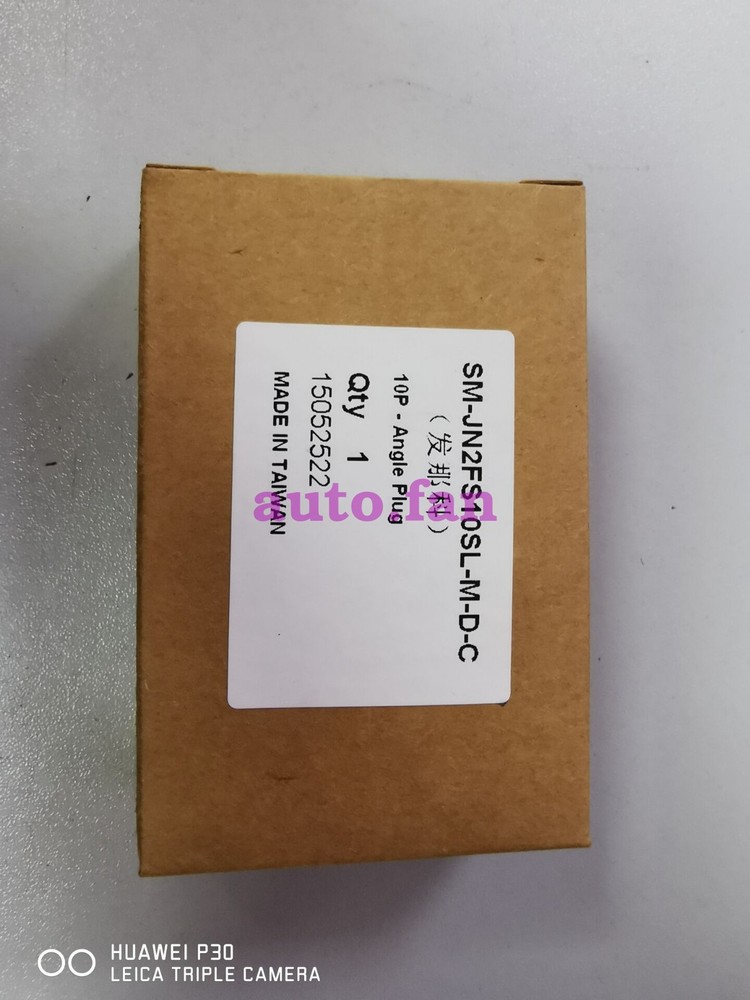 SM-JN2FS10SL-M-D-C
（发那科）
10P - Angle Plug
Qty 1
15052522
MADE IN TAIWAN
auto.fan
HUAWEI P30
LEICA TRIPLE CAMERA